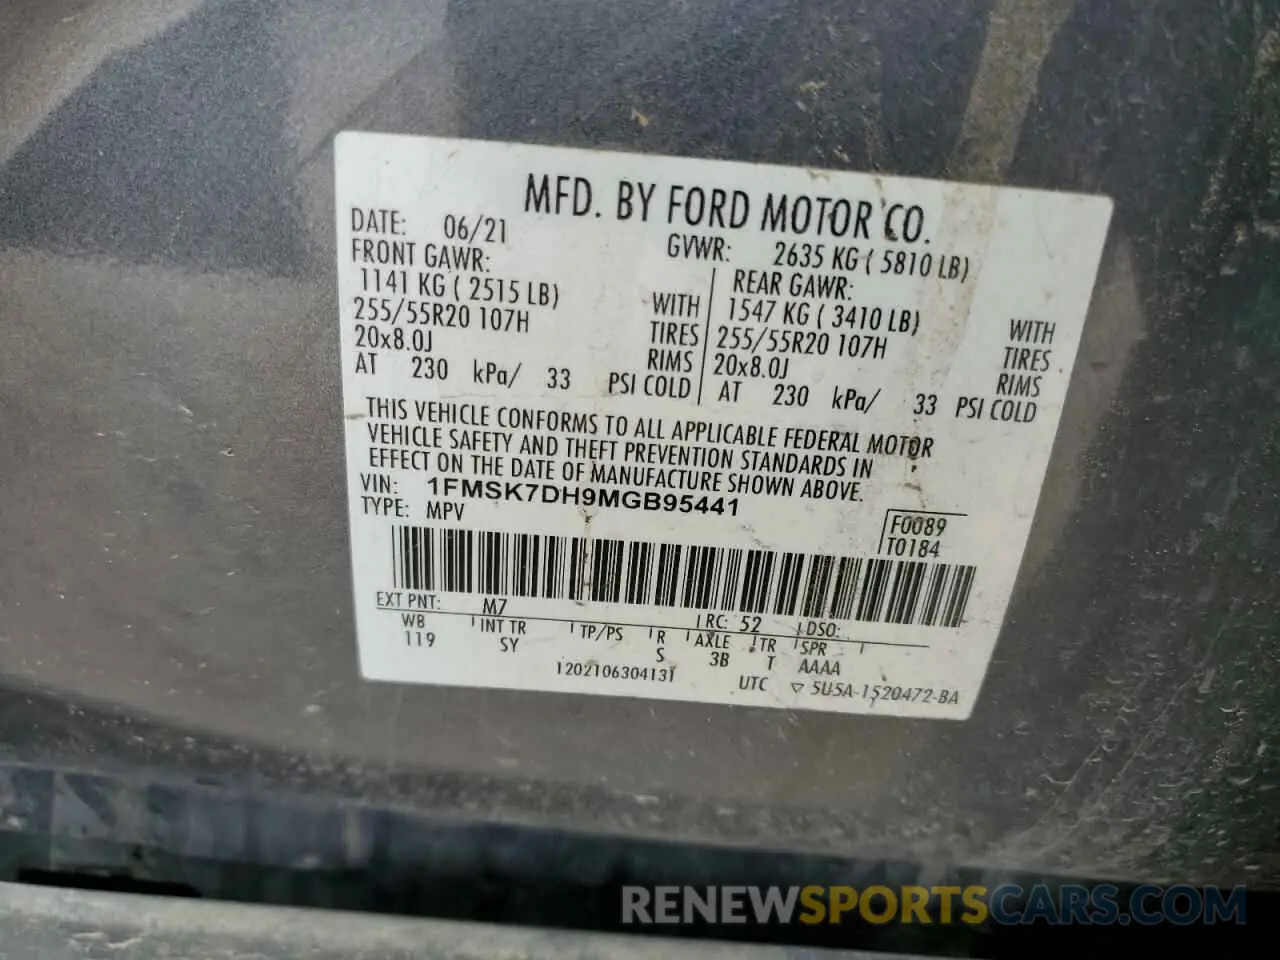 MFD. BY FORD MOTOR CO.
DATE: 06/21 GVWR: 2635 KG ( 5810 LB)
FRONT GAWR: REAR GAWR:
1141 KG ( 2515 LB) WITH 1547 KG ( 3410 LB) WITH
255/55R20 107H TIRES 255/55R20 107H TIRES
20x8.0J RIMS 20x8.0J RIMS
AT 230 kPa/ 33 PSI COLD AT 230 kPa/ 33 PSI COLD
THIS VEHICLE CONFORMS TO ALL APPLICABLE FEDERAL MOTOR
VEHICLE SAFETY AND THEFT PREVENTION STANDARDS IN
EFFECT ON THE DATE OF MANUFACTURE SHOWN ABOVE.
VIN: 1FMSK7DH9MGB95441
TYPE: MPV
F0089
T0184
EXT PNT: M7 RC: 52 DSO:
WB INT TR TP/PS R AXLE TR SPR
119 SY S 3B T AAAA
1202106304131 UTC ▽ 5U5A-1520472-BA
RENEWSPORTSCARS.COM